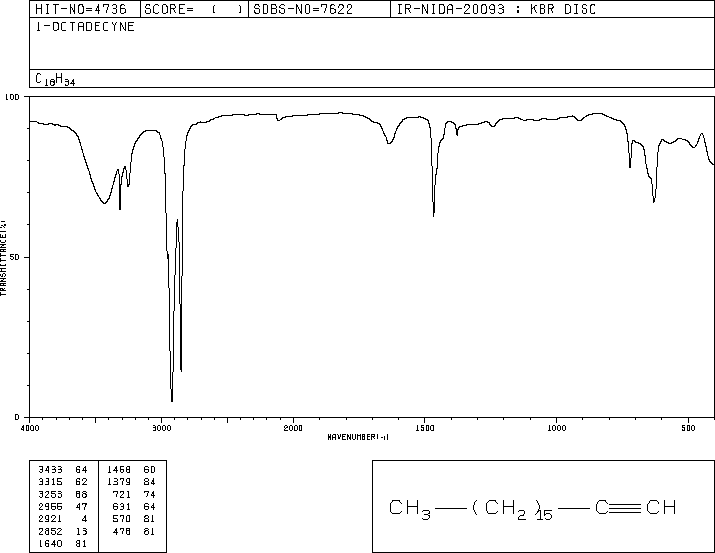 HIT-NO=4736 SCORE= ( ) SDBS-NO=7622 IR-NIDA-20093 : KBR DISC
1-OCTADECYNE
C18H34
100
50
0
TRANSMITTANCE(%)
4000 3000 2000 1500 1000 500
WAVENUMBER(-1)
3433 64 1468 60
3315 62 1379 84
3253 68 721 74
2955 47 631 64
2921 4 570 81
2852 13 478 81
1640 81
CH3—(CH2)15—C≡CH